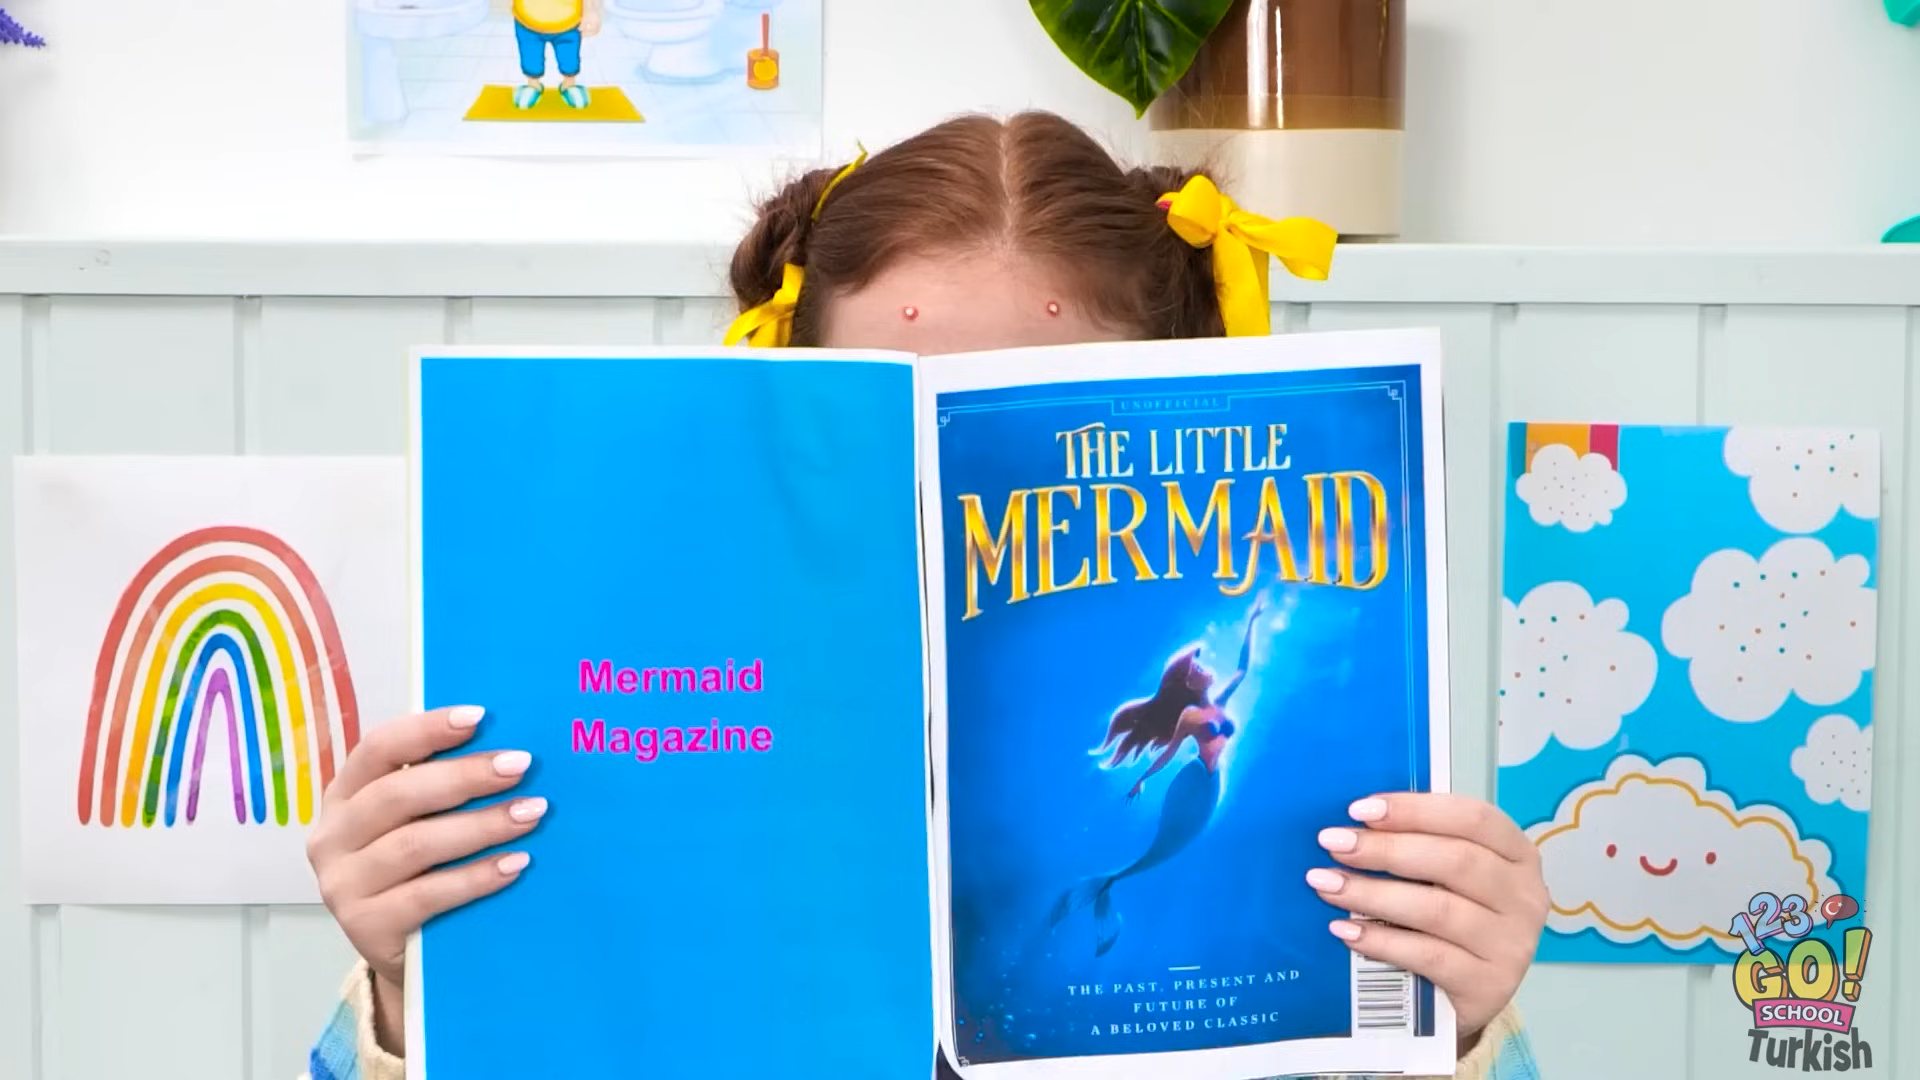 Mermaid
Magazine
UNOFFICIAL
THE LITTLE
MERMAID
THE PAST, PRESENT AND
FUTURE OF
A BELOVED CLASSIC
123
GO!
SCHOOL
Turkish